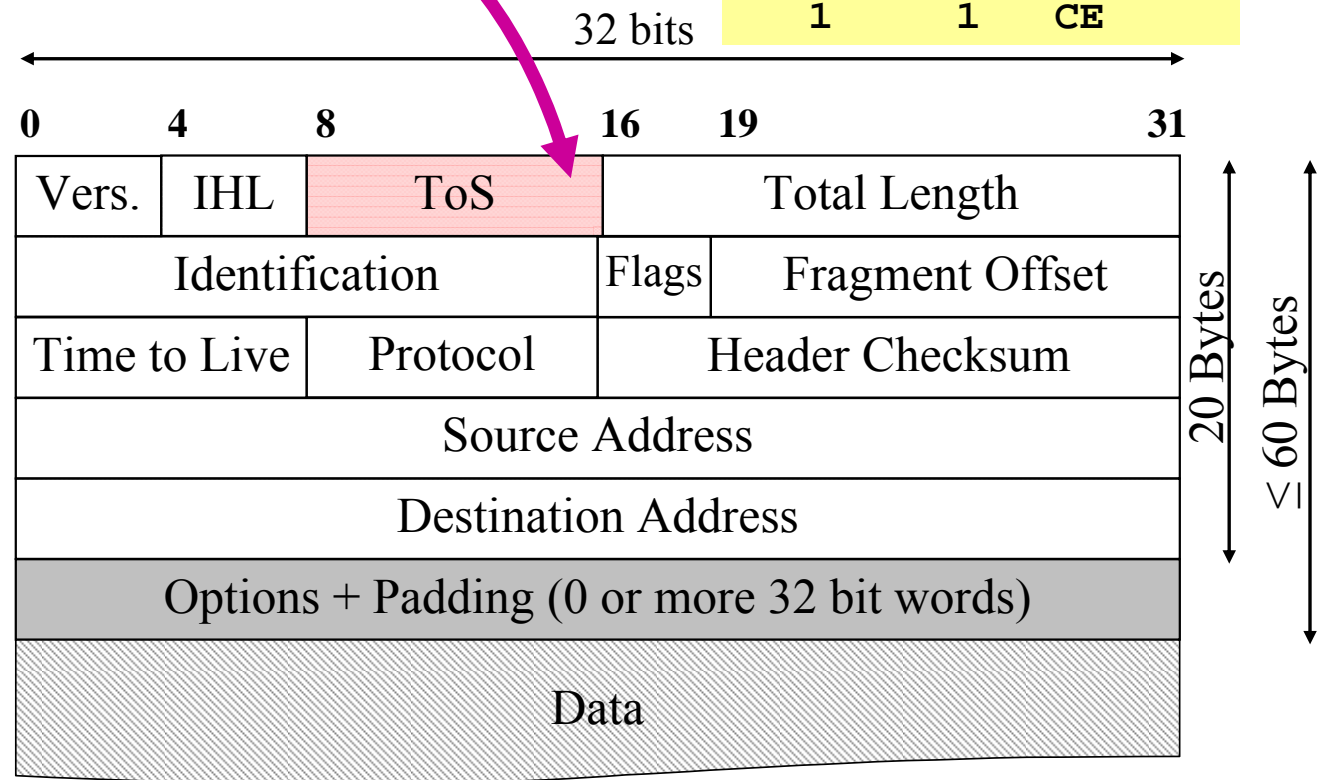 1 1 CE
32 bits
0 4 8 16 19 31
Vers. IHL ToS Total Length
Identification Flags Fragment Offset
Time to Live Protocol Header Checksum
Source Address
Destination Address
Options + Padding (0 or more 32 bit words)
Data
20 Bytes
≤ 60 Bytes